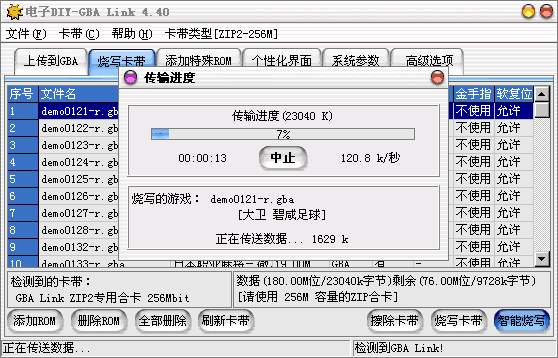 电子DIY-GBA Link 4.40
文件(F) 卡带(C) 帮助(H) 卡带类型[ZIP2-256M]
上传到GBA 烧写卡带 添加特殊ROM 个性化界面 系统参数 高级选项
传输进度
序号 文件名 金手指 软复位
1 demo0121-r.gba 不使用 允许
2 demo0122-r.gb 不使用 允许
3 demo0123-r.gb 不使用 允许
4 demo0124-r.gb 不使用 允许
5 demo0125-r.gb 不使用 允许
6 demo0126-r.gb 不使用 允许
7 demo0127-r.gb 不使用 允许
8 demo0128-r.gb 不使用 允许
9 demo0132-r.gb 不使用 允许
10 demo0133-r.gba 19.00M 有 - 不使用 允许
传输进度(23040 K)
7%
00:00:13 中止 120.8 k/秒
烧写的游戏： demo0121-r.gba
[大卫 碧咸足球]
正在传送数据... 1629 k
检测到的卡带：
GBA Link ZIP2专用合卡 256Mbit
数据(180.00M位/23040k字节)剩余(76.00M位/9728k字节)
[请使用 256M 容量的ZIP合卡]
添加ROM 删除ROM 全部删除 刷新卡带 擦除卡带 烧写卡带 智能烧写
正在传送数据... 检测到GBA Link!